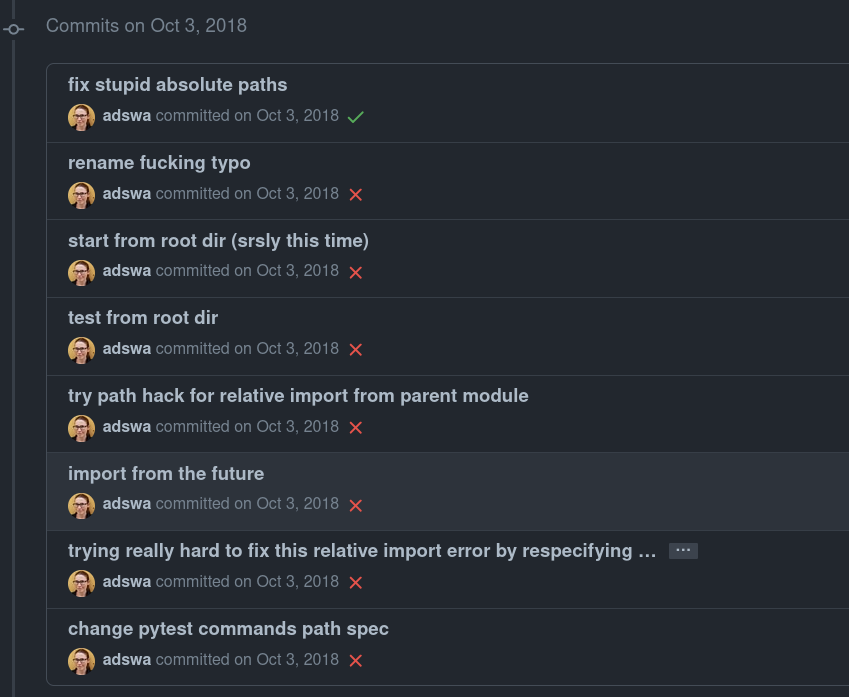 Commits on Oct 3, 2018
fix stupid absolute paths
adswa committed on Oct 3, 2018
rename fucking typo
adswa committed on Oct 3, 2018
start from root dir (srsly this time)
adswa committed on Oct 3, 2018
test from root dir
adswa committed on Oct 3, 2018
try path hack for relative import from parent module
adswa committed on Oct 3, 2018
import from the future
adswa committed on Oct 3, 2018
trying really hard to fix this relative import error by respecifying …
adswa committed on Oct 3, 2018
change pytest commands path spec
adswa committed on Oct 3, 2018